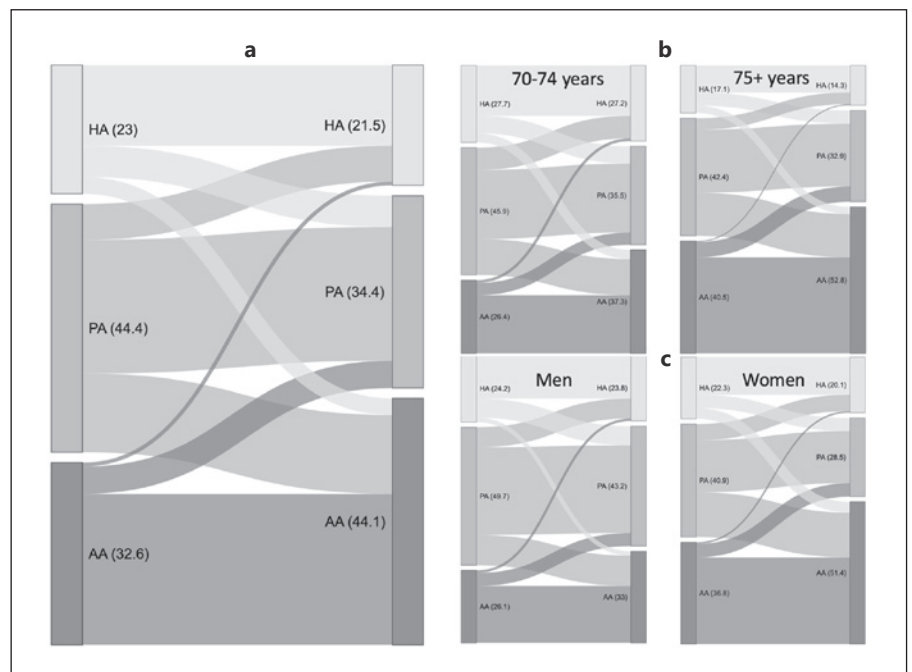 a
HA (23)
HA (21.5)
PA (44.4)
PA (34.4)
AA (32.6)
AA (44.1)
b
70-74 years
HA (27.7)
HA (27.2)
PA (45.9)
PA (35.5)
AA (26.4)
AA (37.3)
75+ years
HA (17.1)
HA (14.3)
PA (42.4)
PA (32.9)
AA (40.5)
AA (52.8)
c
Men
HA (24.2)
HA (23.8)
PA (49.7)
PA (43.2)
AA (26.1)
AA (33)
Women
HA (22.3)
HA (20.1)
PA (40.9)
PA (28.5)
AA (36.8)
AA (51.4)